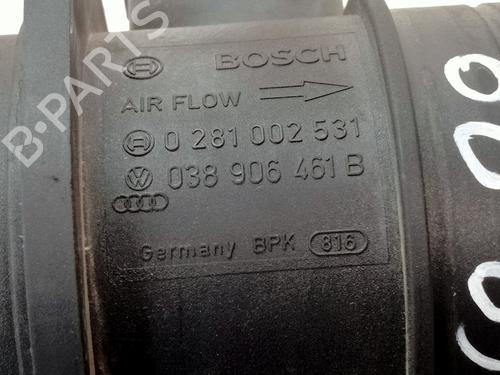 BOSCH
AIR FLOW
0 281 002 531
038 906 461 B
Germany BPK 816
B-PARTS